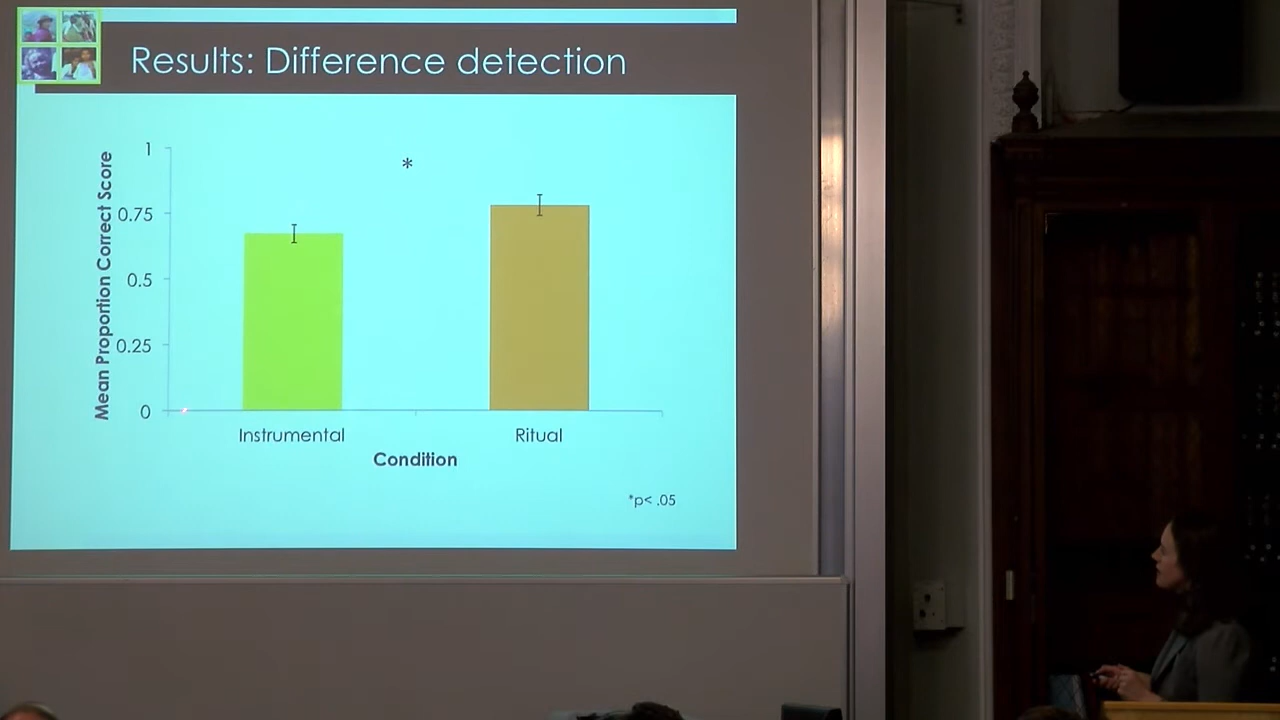 Results: Difference detection
1
*
0.75
0.5
0.25
0
Mean Proportion Correct Score
Instrumental
Ritual
Condition
*p< .05